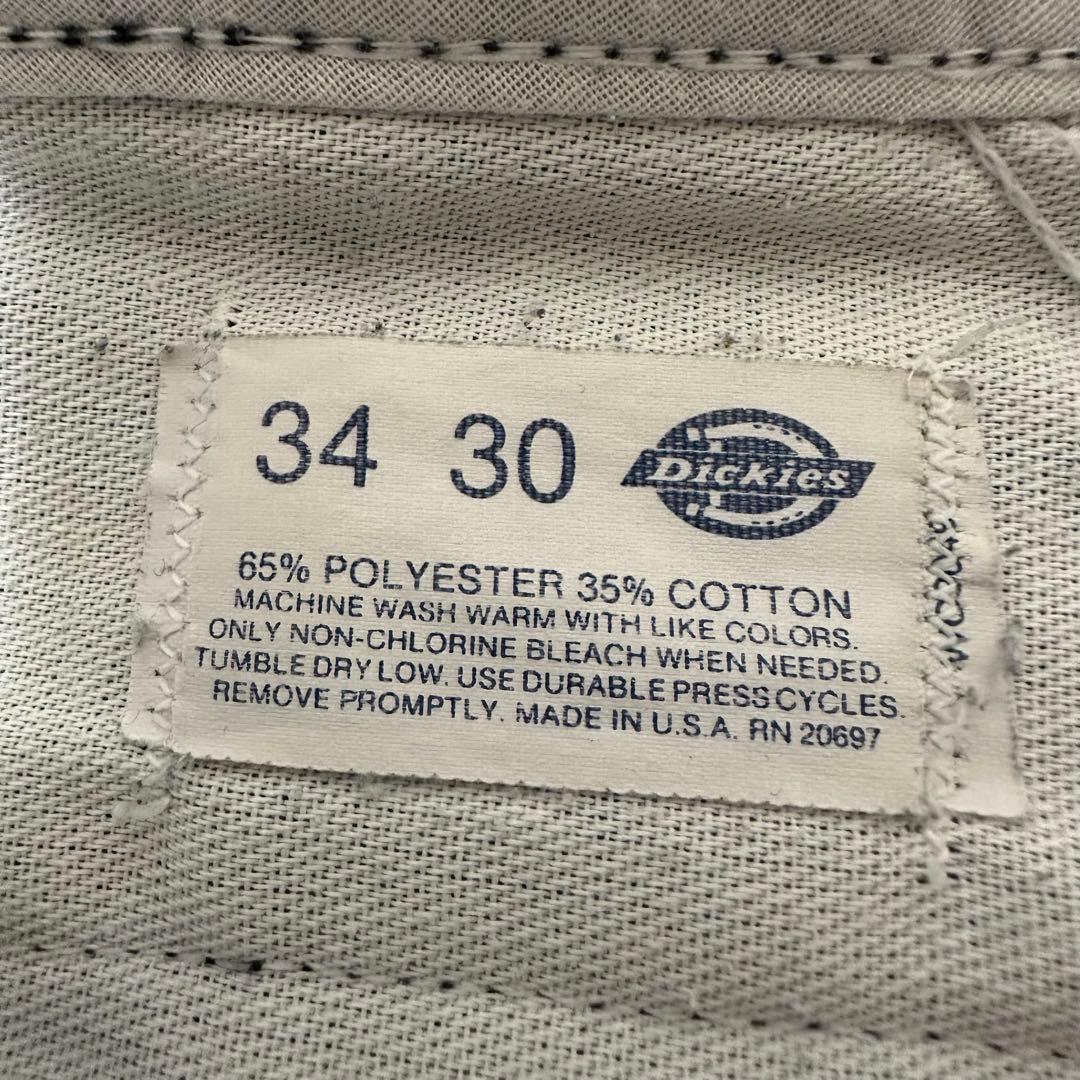 34 30 Dickies
65% POLYESTER 35% COTTON
MACHINE WASH WARM WITH LIKE COLORS.
ONLY NON-CHLORINE BLEACH WHEN NEEDED.
TUMBLE DRY LOW. USE DURABLE PRESS CYCLES.
REMOVE PROMPTLY. MADE IN U.S.A. RN 20697